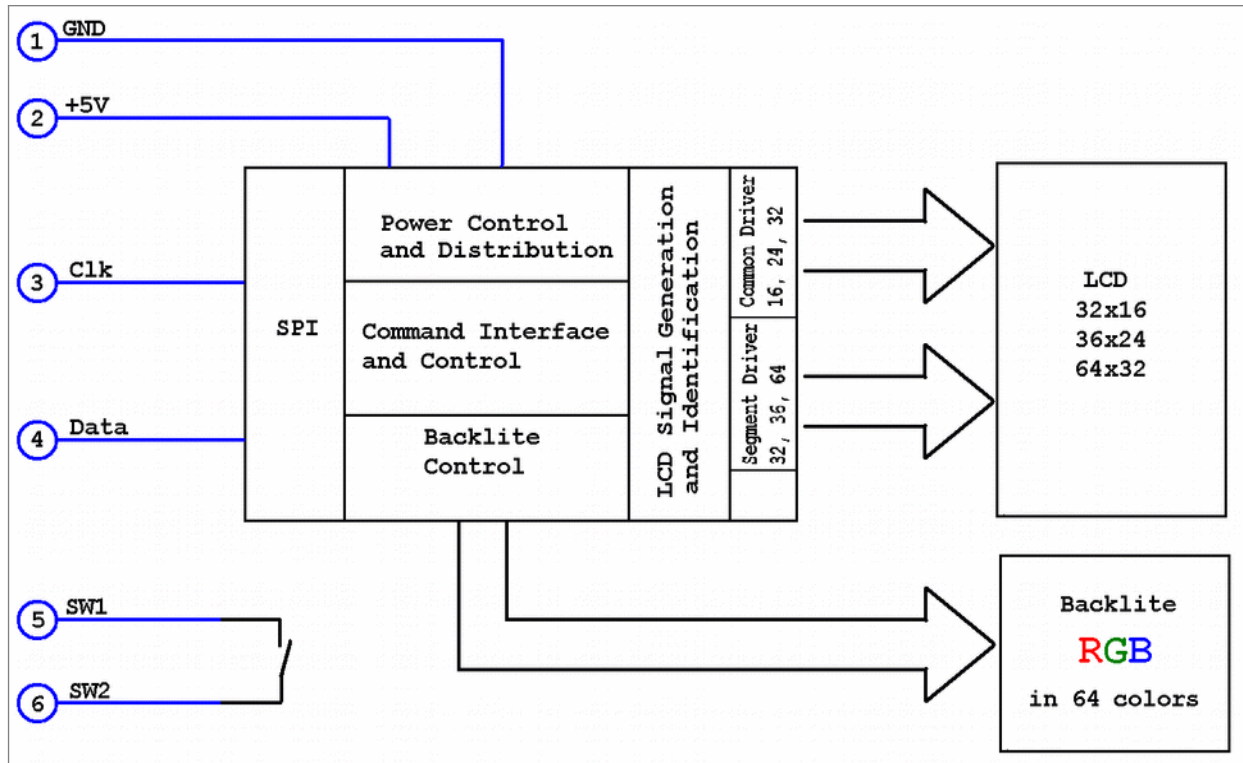 1 GND
2 +5V
3 Clk
4 Data
5 SW1
6 SW2
SPI
Power Control
and Distribution
Command Interface
and Control
Backlite
Control
LCD Signal Generation
and Identification
Common Driver
16, 24, 32
Segment Driver
32, 36, 64
LCD
32x16
36x24
64x32
Backlite
RGB
in 64 colors